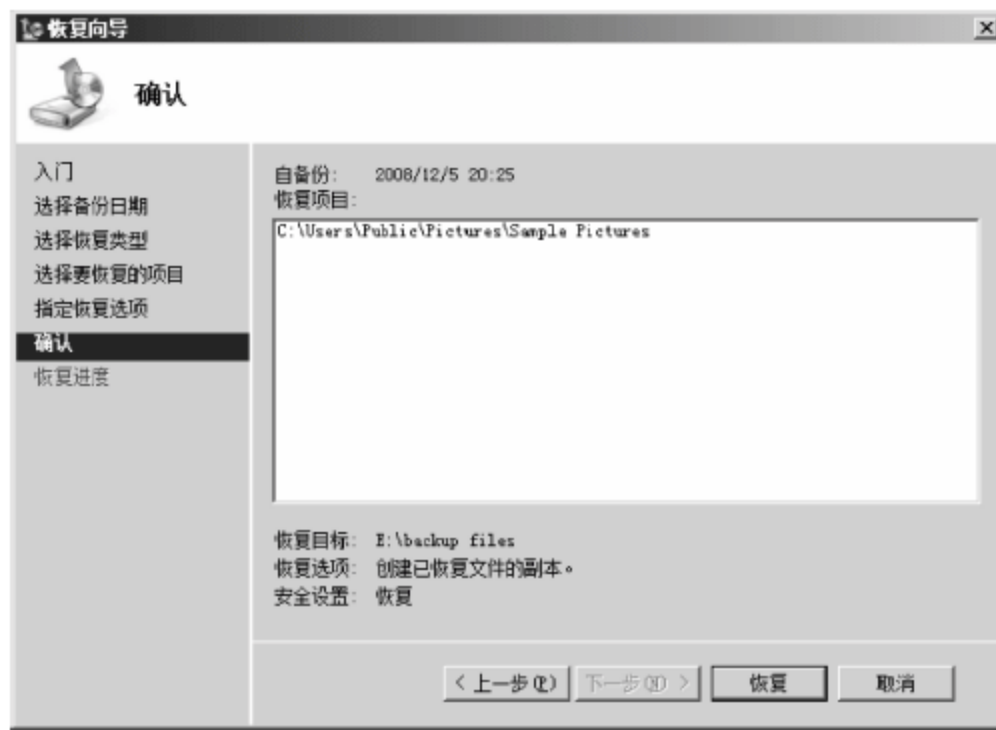 恢复向导
确认
入门
选择备份日期
选择恢复类型
选择要恢复的项目
指定恢复选项
确认
恢复进度
自备份: 2008/12/5 20:25
恢复项目:
C:\Users\Public\Pictures\Sample Pictures
恢复目标: E:\backup files
恢复选项: 创建已恢复文件的副本。
安全设置: 恢复
< 上一步(P)
下一步(N) >
恢复
取消